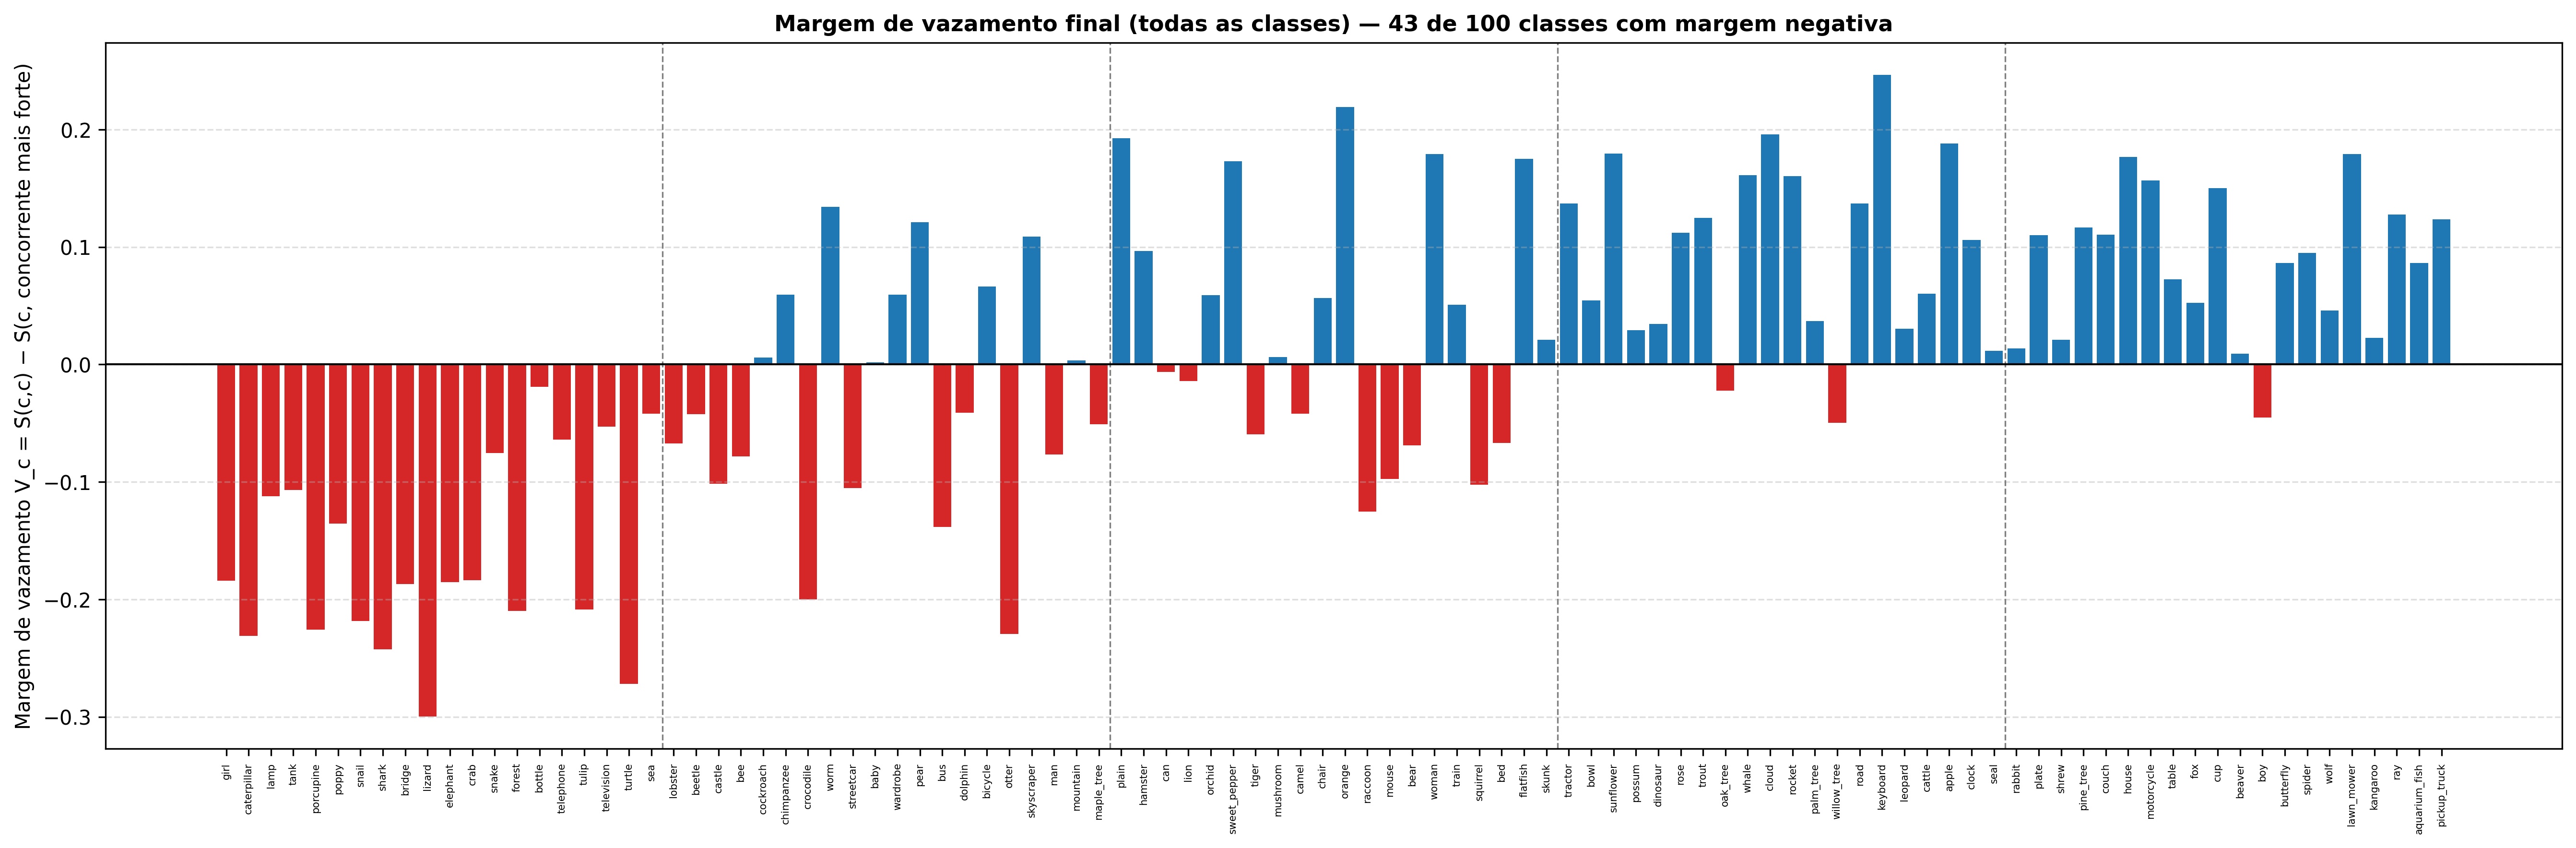 Margem de vazamento final (todas as classes) — 43 de 100 classes com margem negativa
Margem de vazamento V_c = S(c,c) − S(c, concorrente mais forte)
0.2
0.1
0.0
−0.1
−0.2
−0.3
girl
caterpillar
lamp
tank
porcupine
poppy
snail
shark
bridge
lizard
elephant
crab
snake
forest
bottle
telephone
tulip
television
turtle
sea
lobster
beetle
castle
bee
cockroach
chimpanzee
crocodile
worm
streetcar
baby
wardrobe
pear
bus
dolphin
bicycle
otter
skyscraper
man
mountain
maple_tree
plain
hamster
can
lion
orchid
sweet_pepper
tiger
mushroom
camel
chair
orange
raccoon
mouse
bear
woman
train
squirrel
bed
flatfish
skunk
tractor
bowl
sunflower
possum
dinosaur
rose
trout
oak_tree
whale
cloud
rocket
palm_tree
willow_tree
road
keyboard
leopard
cattle
apple
clock
seal
rabbit
plate
shrew
pine_tree
couch
house
motorcycle
table
fox
cup
beaver
boy
butterfly
spider
wolf
lawn_mower
kangaroo
ray
aquarium_fish
pickup_truck